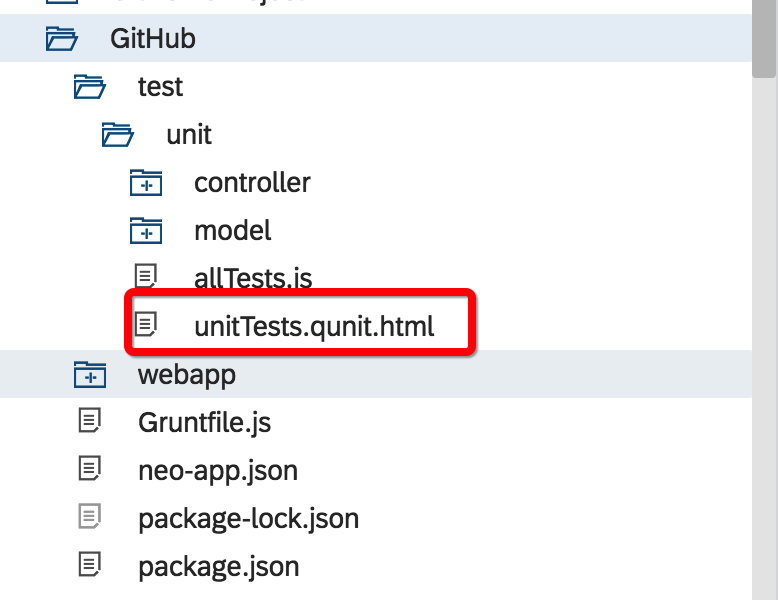 GitHub
test
unit
controller
model
allTests.js
unitTests.qunit.html
webapp
Gruntfile.js
neo-app.json
package-lock.json
package.json